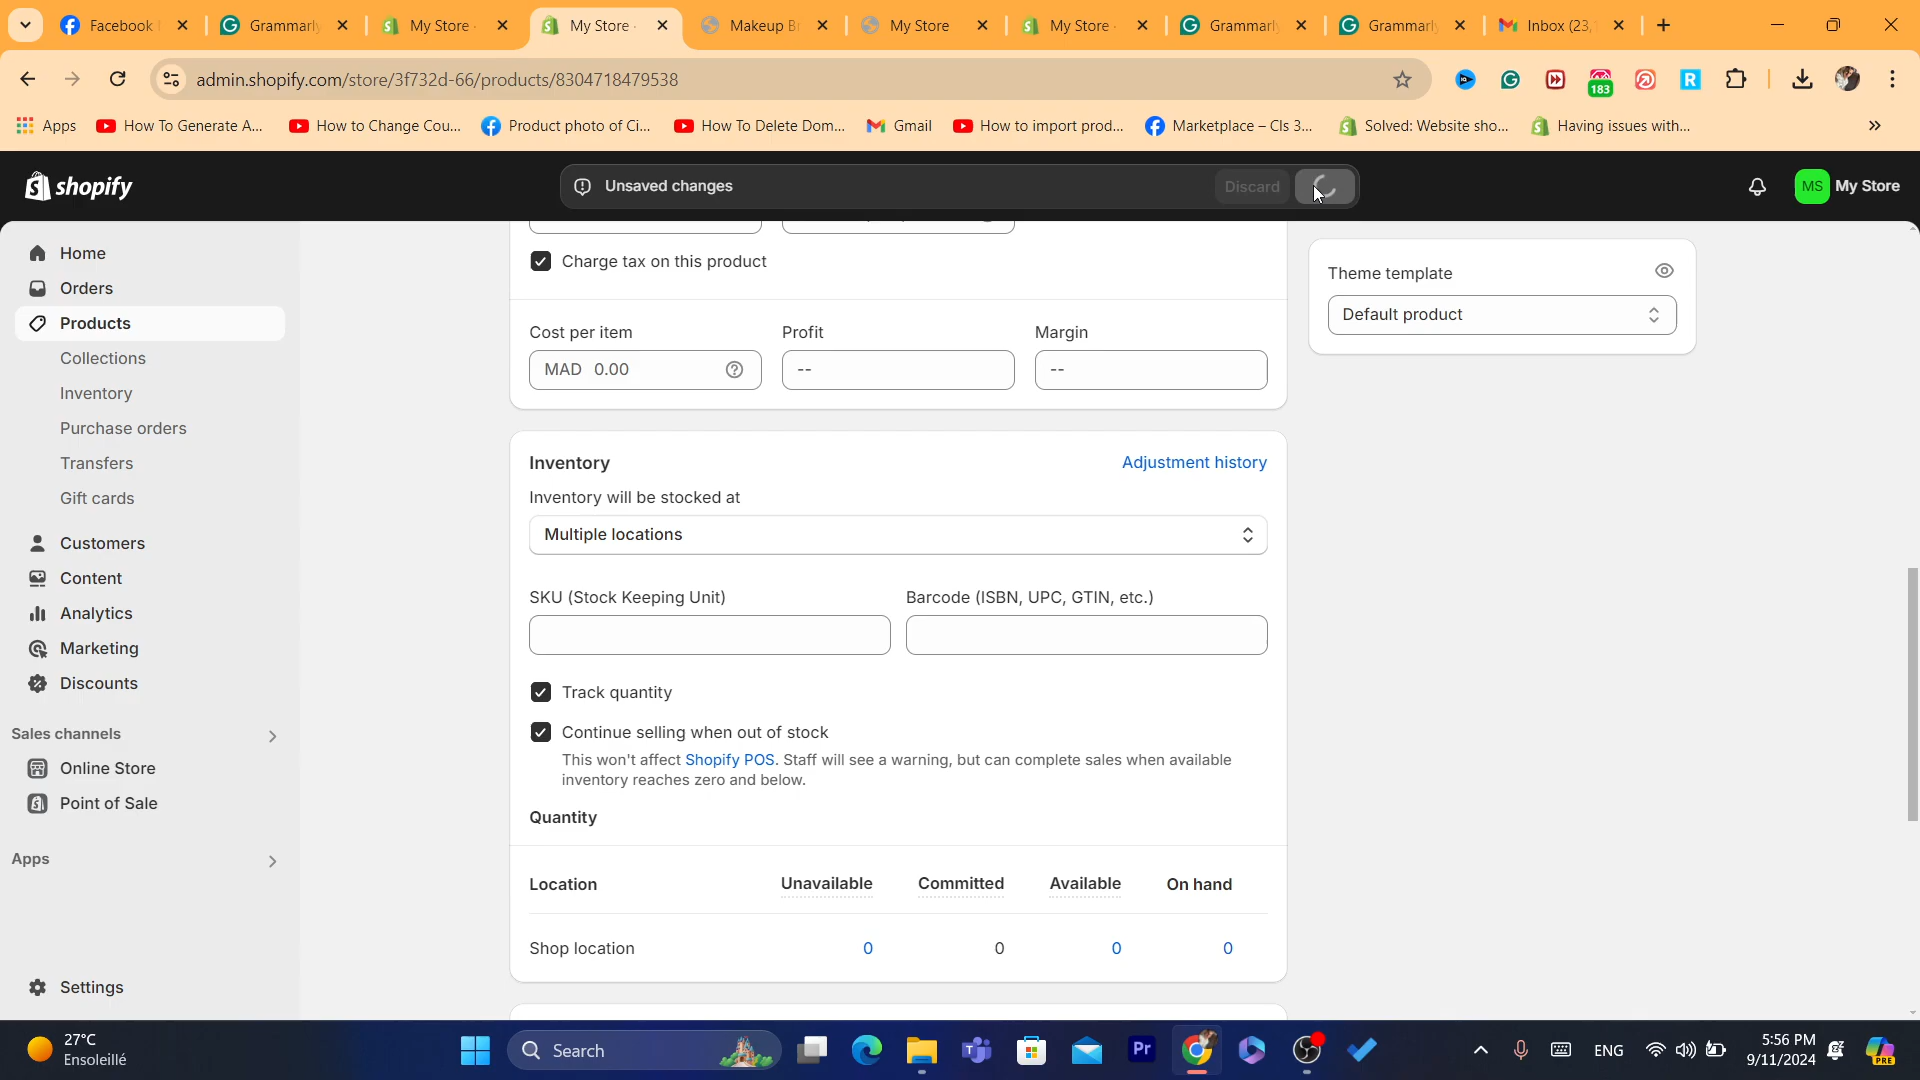 Facebook
Grammarly
My Store -
My Store -
Makeup B
My Store
My Store -
Grammarly
Grammarly
Inbox (23,
admin.shopify.com/store/3f732d-66/products/8304718479538
183
Apps
How To Generate A...
How to Change Cou...
Product photo of Ci...
How To Delete Dom...
Gmail
How to import prod...
Marketplace – Cls 3...
Solved: Website sho...
Having issues with...
shopify
Unsaved changes
Discard
MS
My Store
Home
Orders
Products
Collections
Inventory
Purchase orders
Transfers
Gift cards
Customers
Content
Analytics
Marketing
Discounts
Sales channels
Online Store
Point of Sale
Apps
Settings
Charge tax on this product
Cost per item
Profit
Margin
MAD 0.00
--
--
Theme template
Default product
Inventory
Adjustment history
Inventory will be stocked at
Multiple locations
SKU (Stock Keeping Unit)
Barcode (ISBN, UPC, GTIN, etc.)
Track quantity
Continue selling when out of stock
This won't affect Shopify POS. Staff will see a warning, but can complete sales when available
inventory reaches zero and below.
Quantity
Location
Unavailable
Committed
Available
On hand
Shop location
0
0
0
0
27°C
Ensoleillé
Search
Pr
ENG
5:56 PM
9/11/2024
PRE